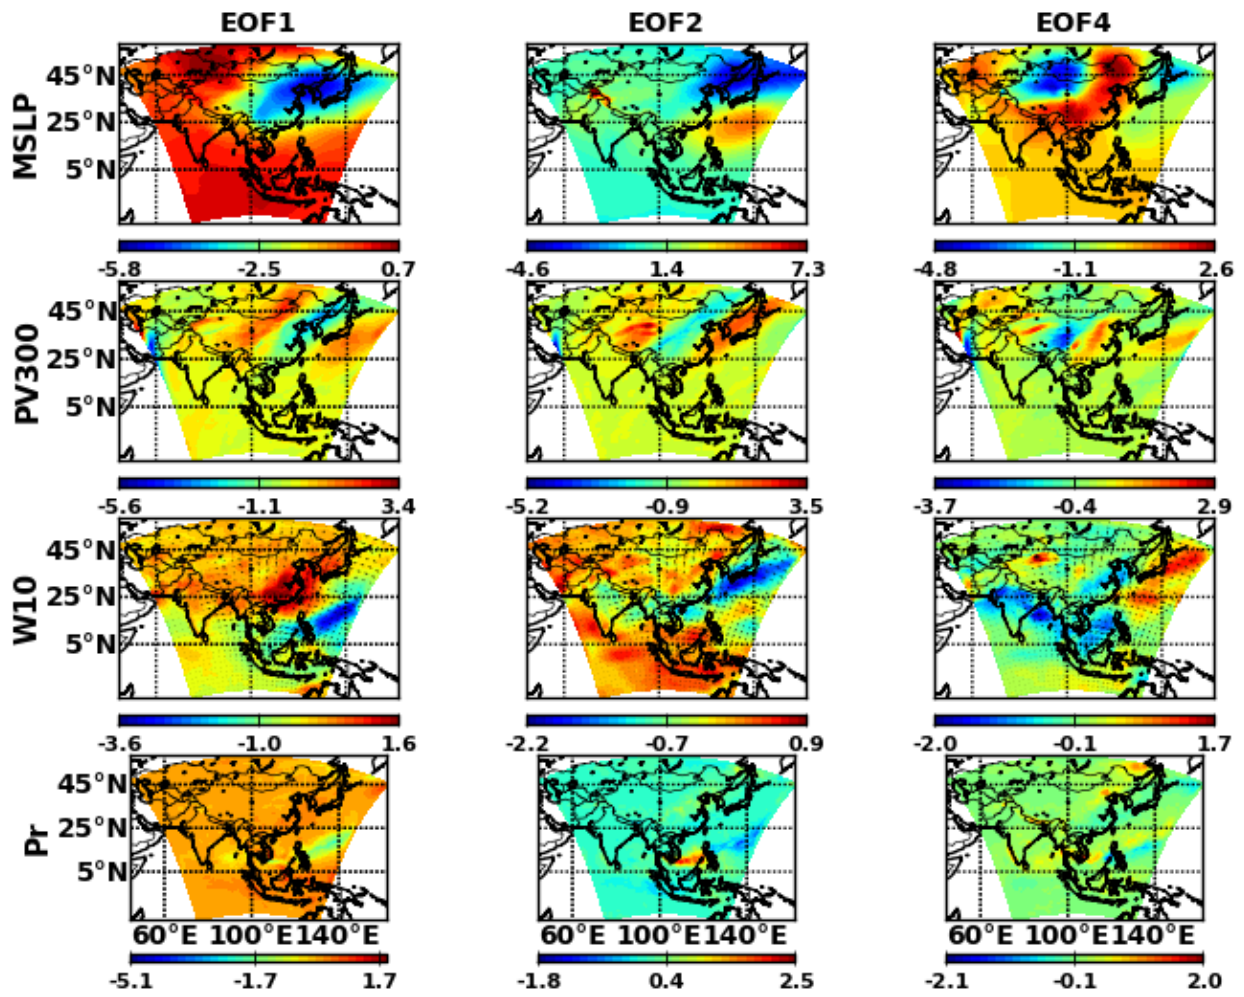 EOF1 EOF2 EOF4
MSLP
45°N
25°N
5°N
-5.8 -2.5 0.7 -4.6 1.4 7.3 -4.8 -1.1 2.6
PV300
45°N
25°N
5°N
-5.6 -1.1 3.4 -5.2 -0.9 3.5 -3.7 -0.4 2.9
W10
45°N
25°N
5°N
-3.6 -1.0 1.6 -2.2 -0.7 0.9 -2.0 -0.1 1.7
Pr
45°N
25°N
5°N
60°E 100°E 140°E 60°E 100°E 140°E 60°E 100°E 140°E
-5.1 -1.7 1.7 -1.8 0.4 2.5 -2.1 -0.1 2.0